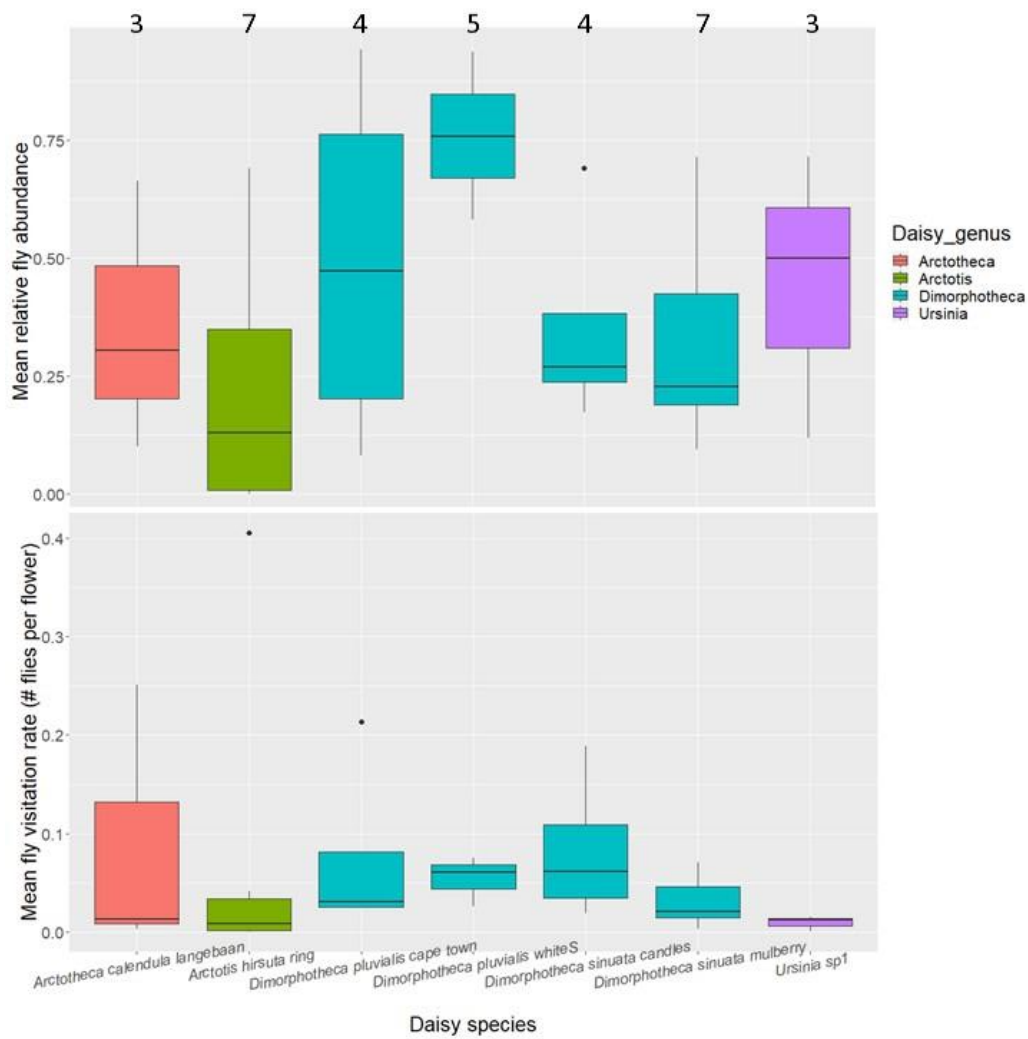 3 7 4 5 4 7 3
Mean relative fly abundance
0.75
0.50
0.25
0.00
Daisy_genus
Arctotheca
Arctotis
Dimorphotheca
Ursinia
Mean fly visitation rate (# flies per flower)
0.4
0.3
0.2
0.1
0.0
Arctotheca calendula langebaan
Arctotis hirsuta ring
Dimorphotheca pluvialis cape town
Dimorphotheca pluvialis whiteS
Dimorphotheca sinuata candles
Dimorphotheca sinuata mulberry
Ursinia sp1
Daisy species